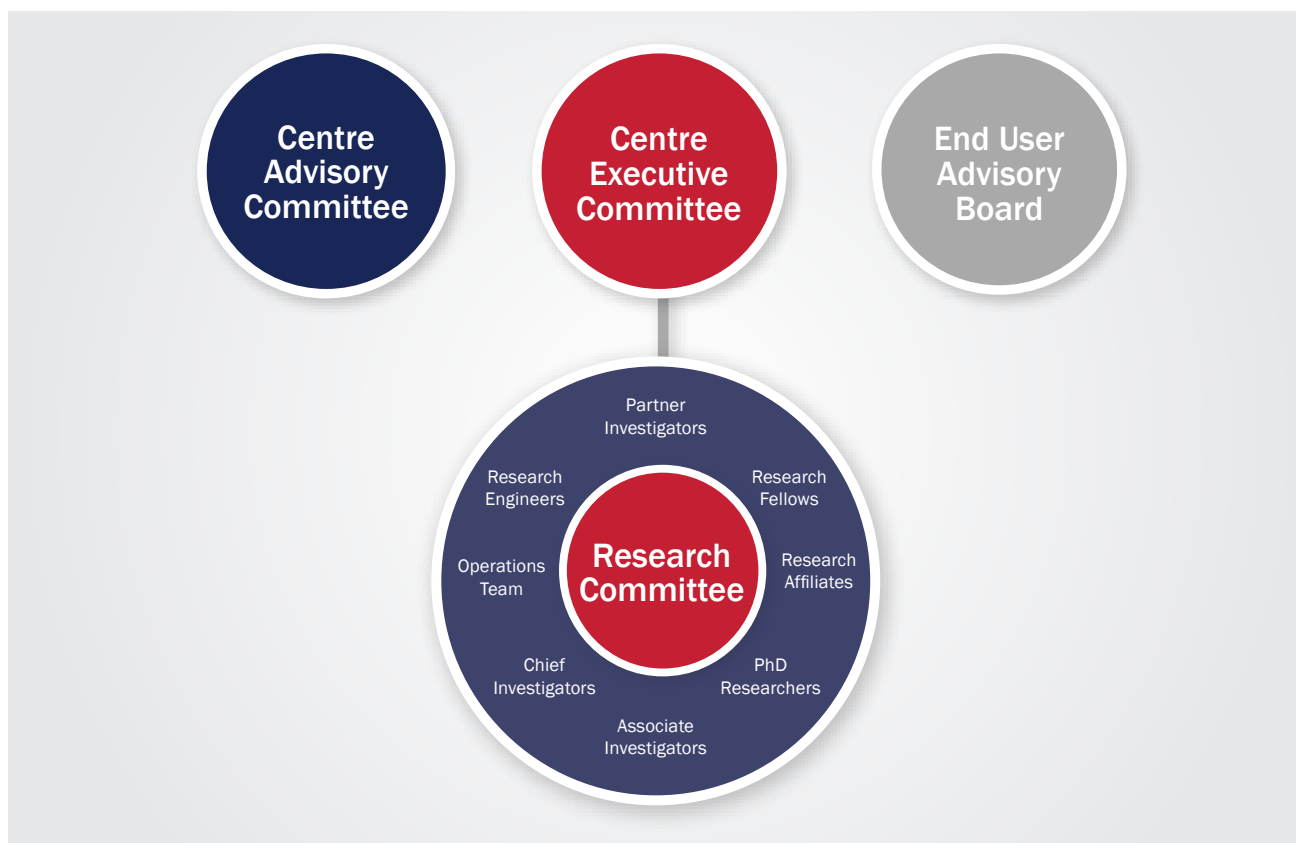 Centre
Advisory
Committee
Centre
Executive
Committee
End User
Advisory
Board
Partner
Investigators
Research
Engineers
Research
Fellows
Operations
Team
Research
Committee
Research
Affiliates
Chief
Investigators
PhD
Researchers
Associate
Investigators